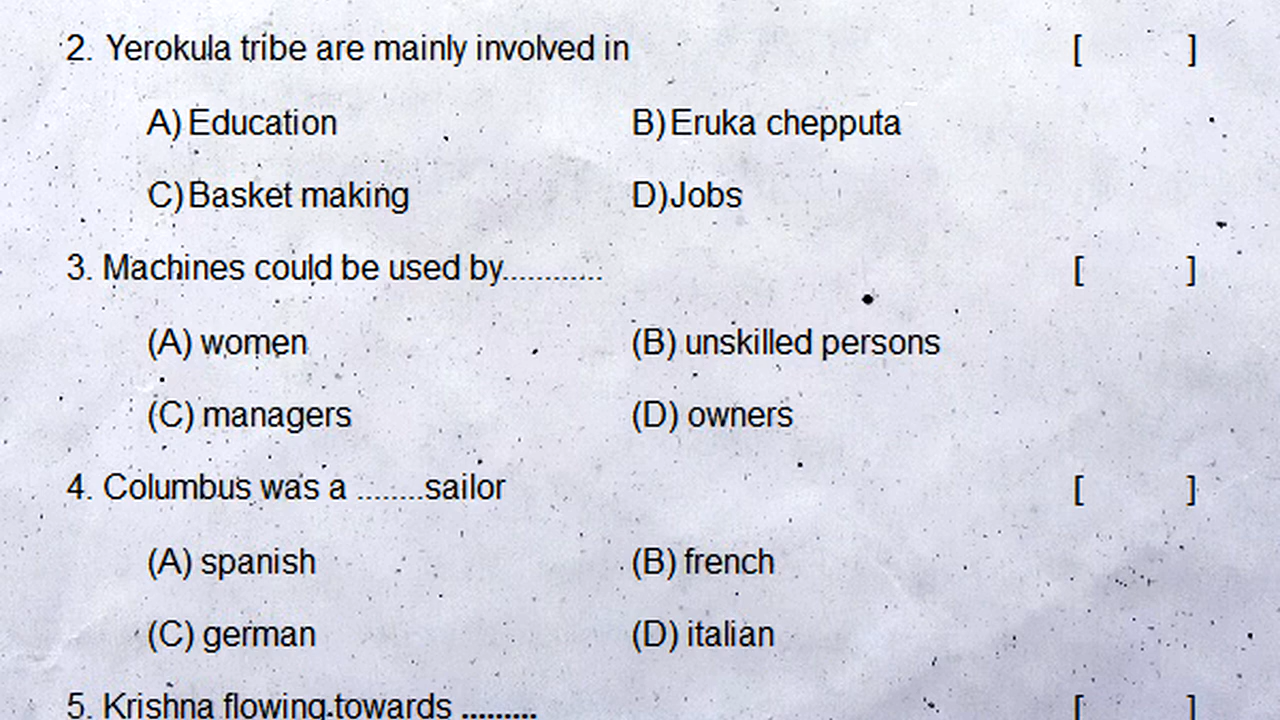 2. Yerokula tribe are mainly involved in [ ]
A) Education B) Eruka chepputa
C) Basket making D)Jobs
3. Machines could be used by............ [ ]
(A) women (B) unskilled persons
(C) managers (D) owners
4. Columbus was a ........sailor [ ]
(A) spanish (B) french
(C) german (D) italian
5. Krishna flowing towards ......... [ ]